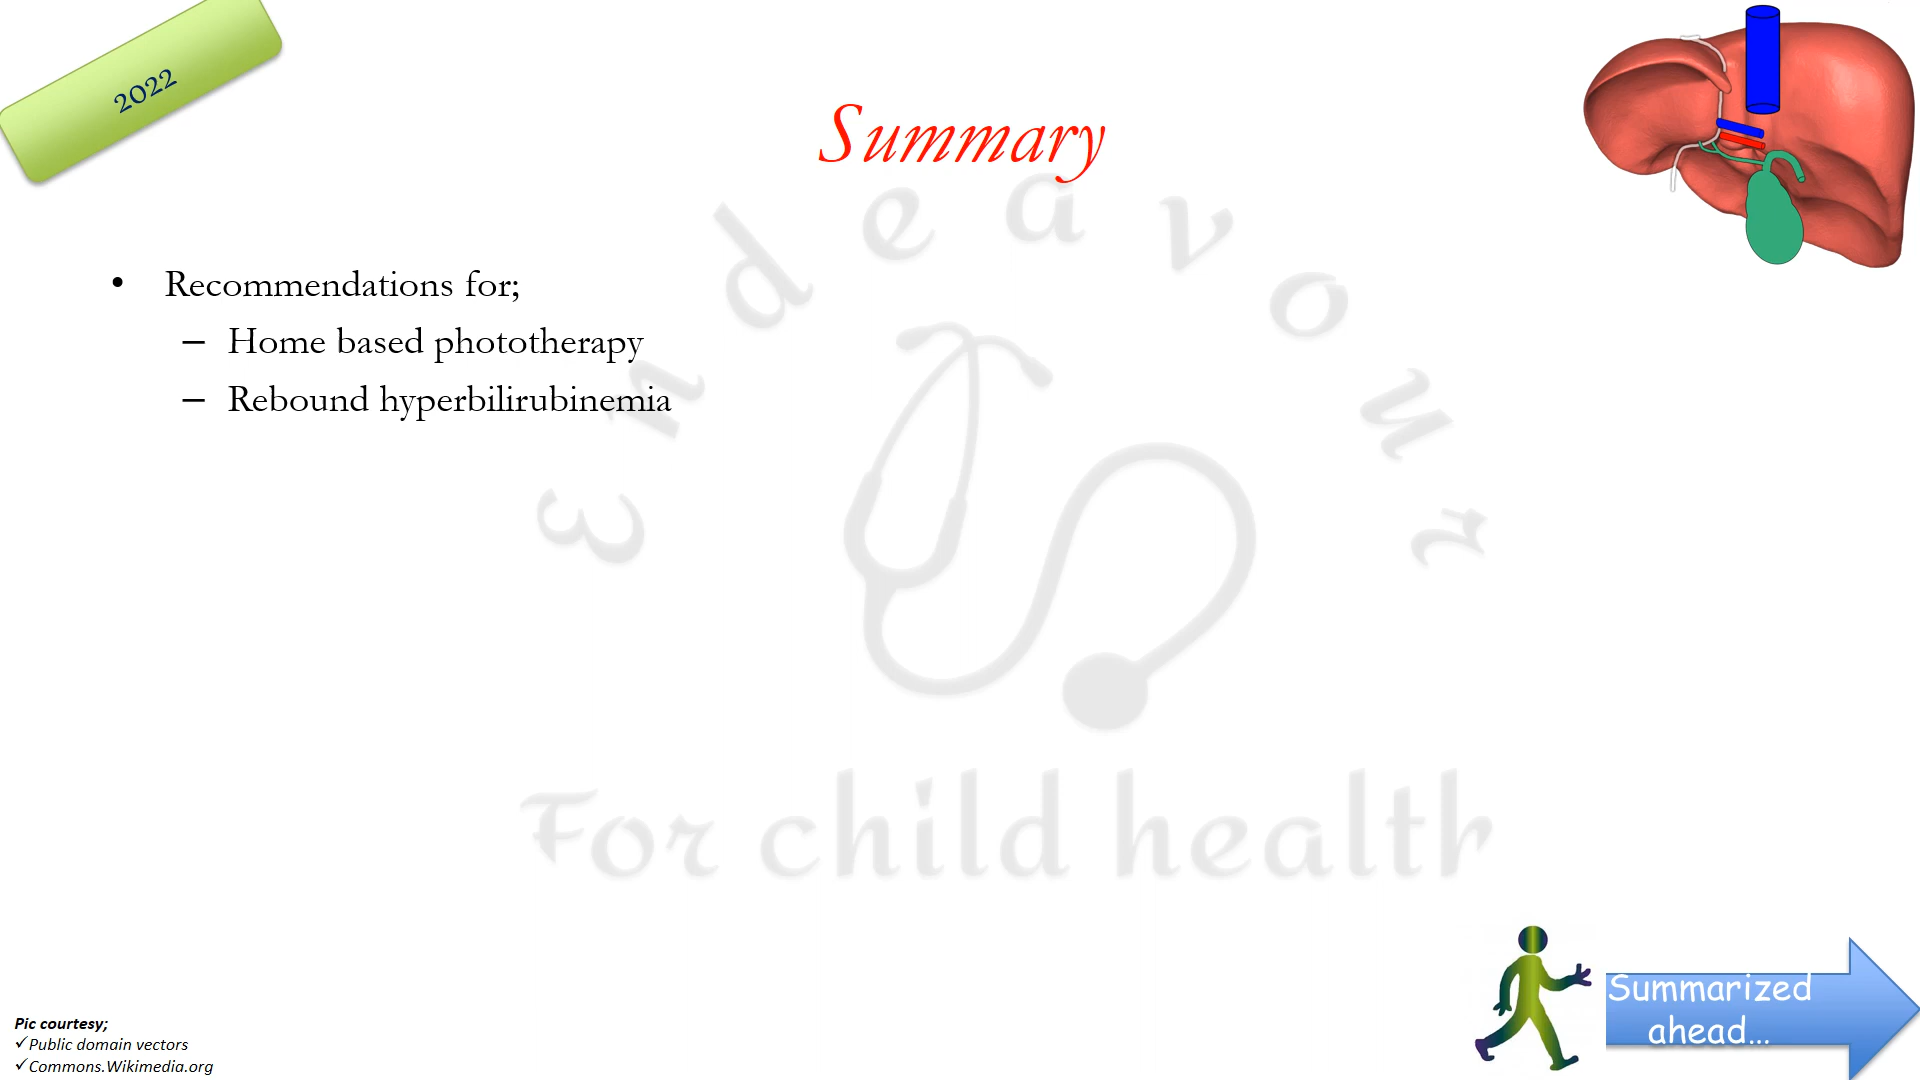 2022
Summary
• Recommendations for;
– Home based phototherapy
– Rebound hyperbilirubinemia
Endeavour
For child health
Summarized
ahead...
Pic courtesy;
✓Public domain vectors
✓Commons.Wikimedia.org